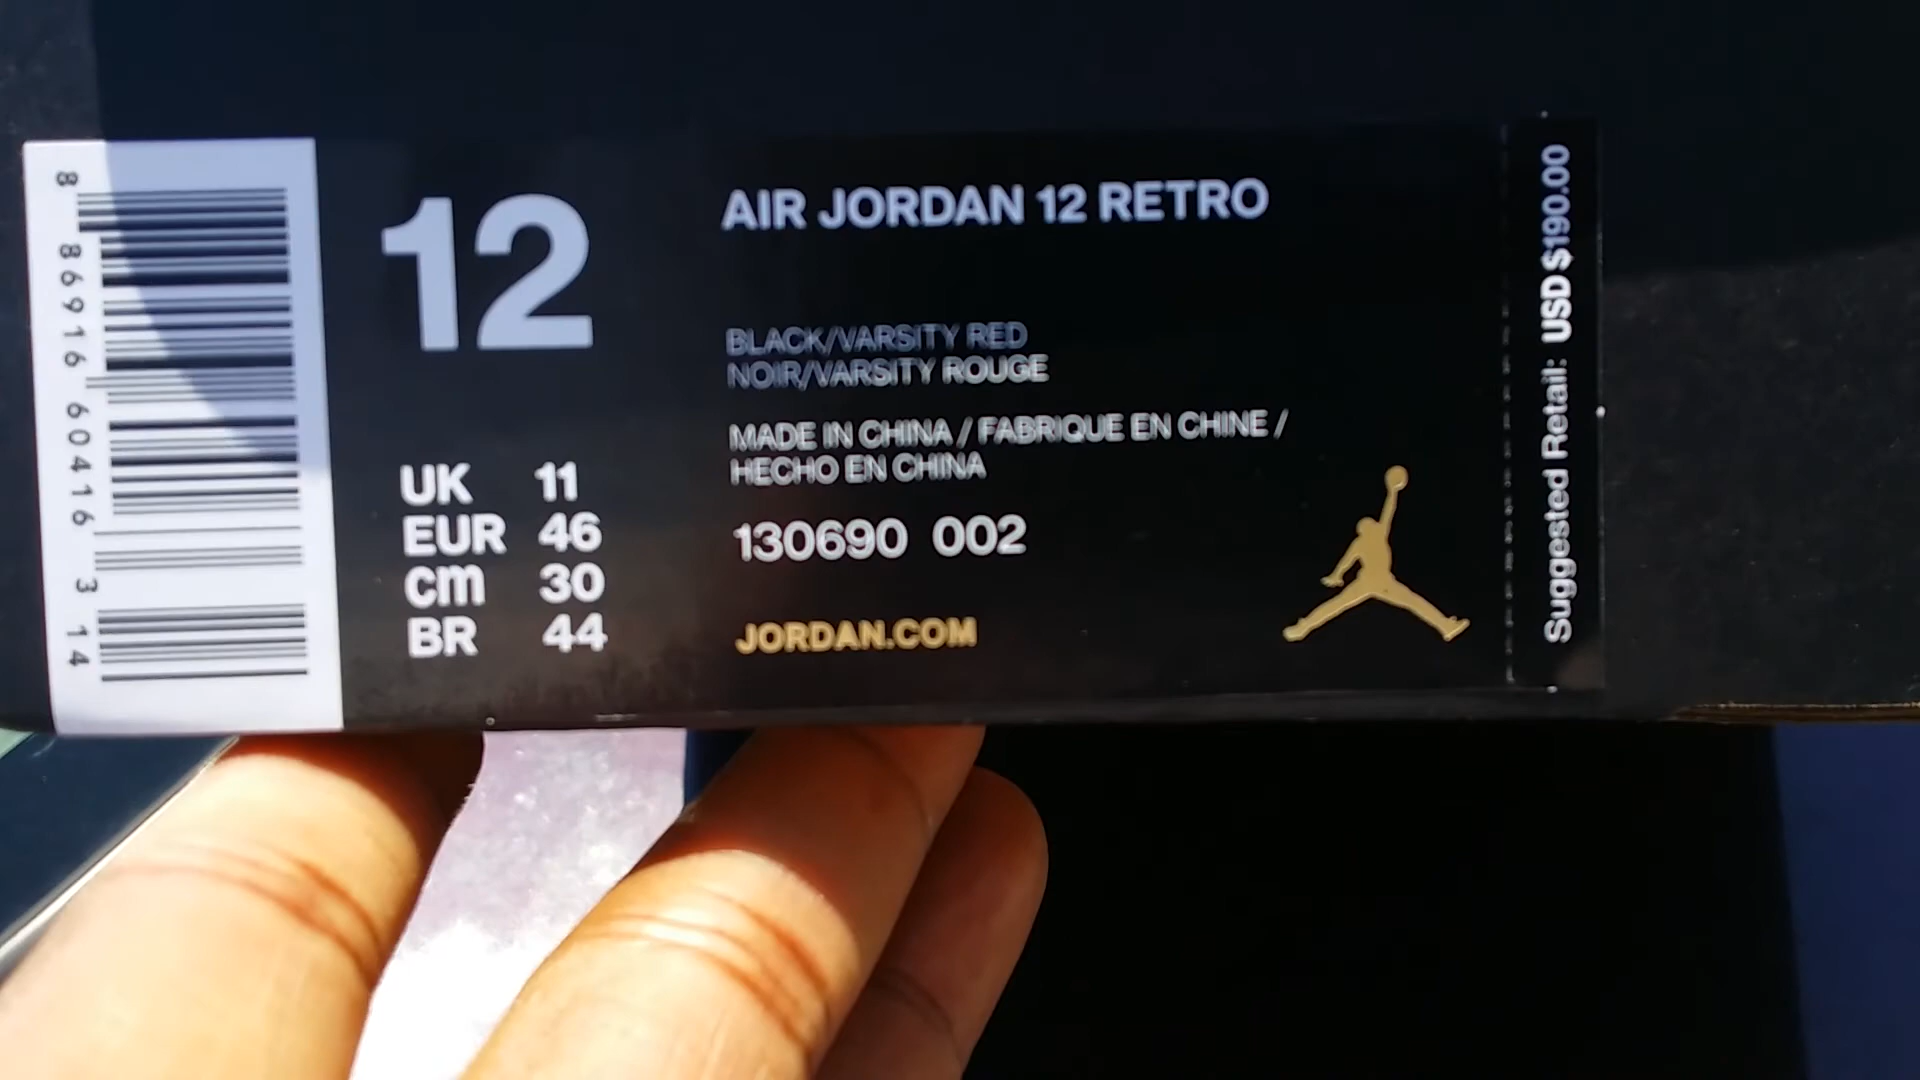 8 86916 60416 3 14
12
UK 11
EUR 46
cm 30
BR 44
AIR JORDAN 12 RETRO
BLACK/VARSITY RED
NOIR/VARSITY ROUGE
MADE IN CHINA / FABRIQUE EN CHINE /
HECHO EN CHINA
130690 002
JORDAN.COM
Suggested Retail: USD $190.00